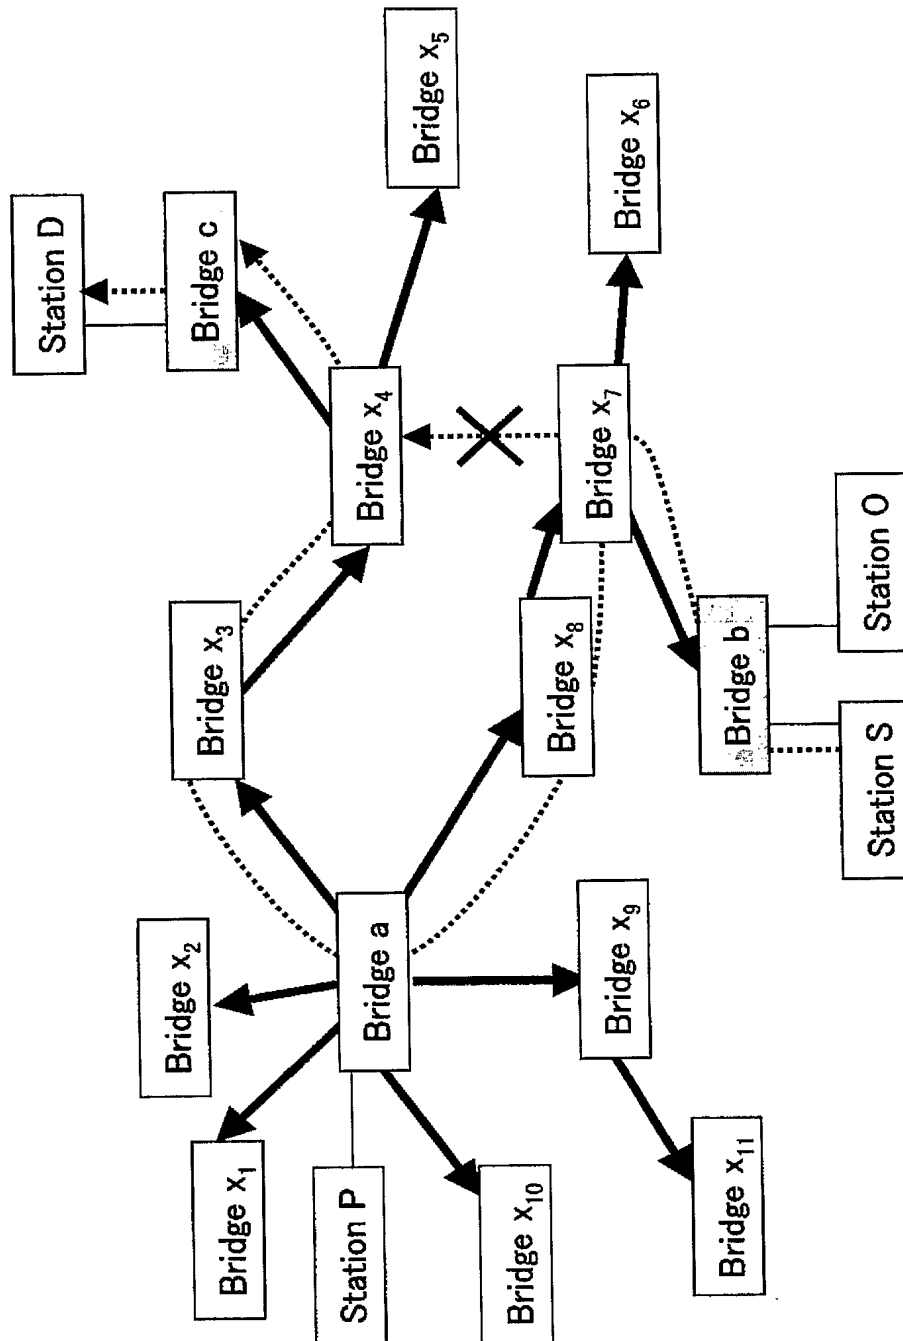 Station D
Bridge c
Bridge x5
Bridge x4
Bridge x6
Bridge x7
Bridge x3
Bridge x8
Bridge b
Station O
Station S
Bridge x2
Bridge a
Bridge x9
Bridge x1
Station P
Bridge x10
Bridge x11